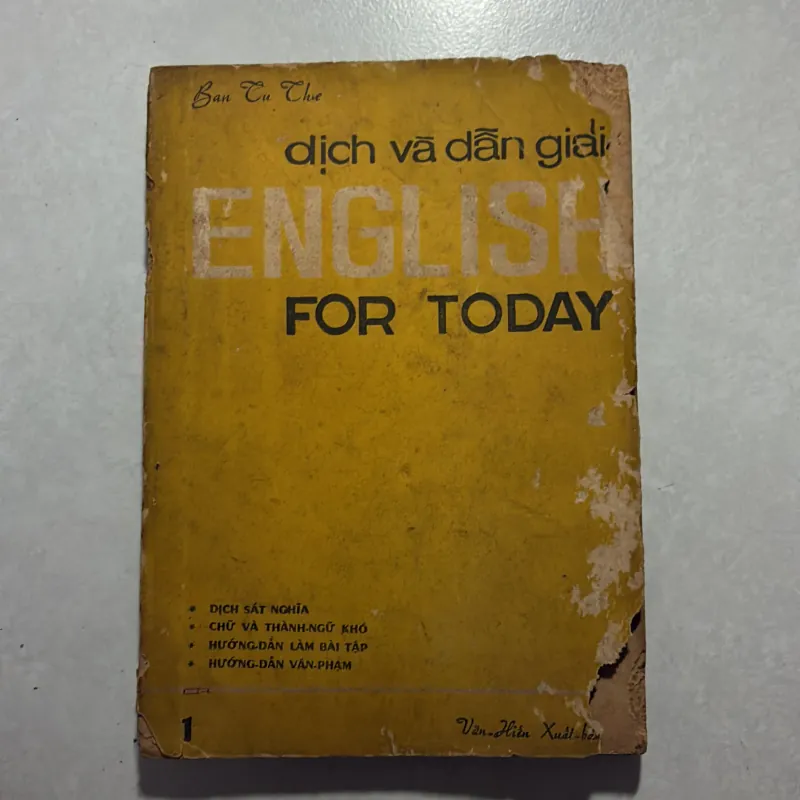 Ban Tu Thư
dịch và dẫn giải
ENGLISH
FOR TODAY
• DỊCH SÁT NGHĨA
• CHỮ VÀ THÀNH-NGỮ KHÓ
• HƯỚNG-DẪN LÀM BÀI TẬP
• HƯỚNG-DẪN VĂN-PHẠM
1
Văn-Hiến Xuất-bản